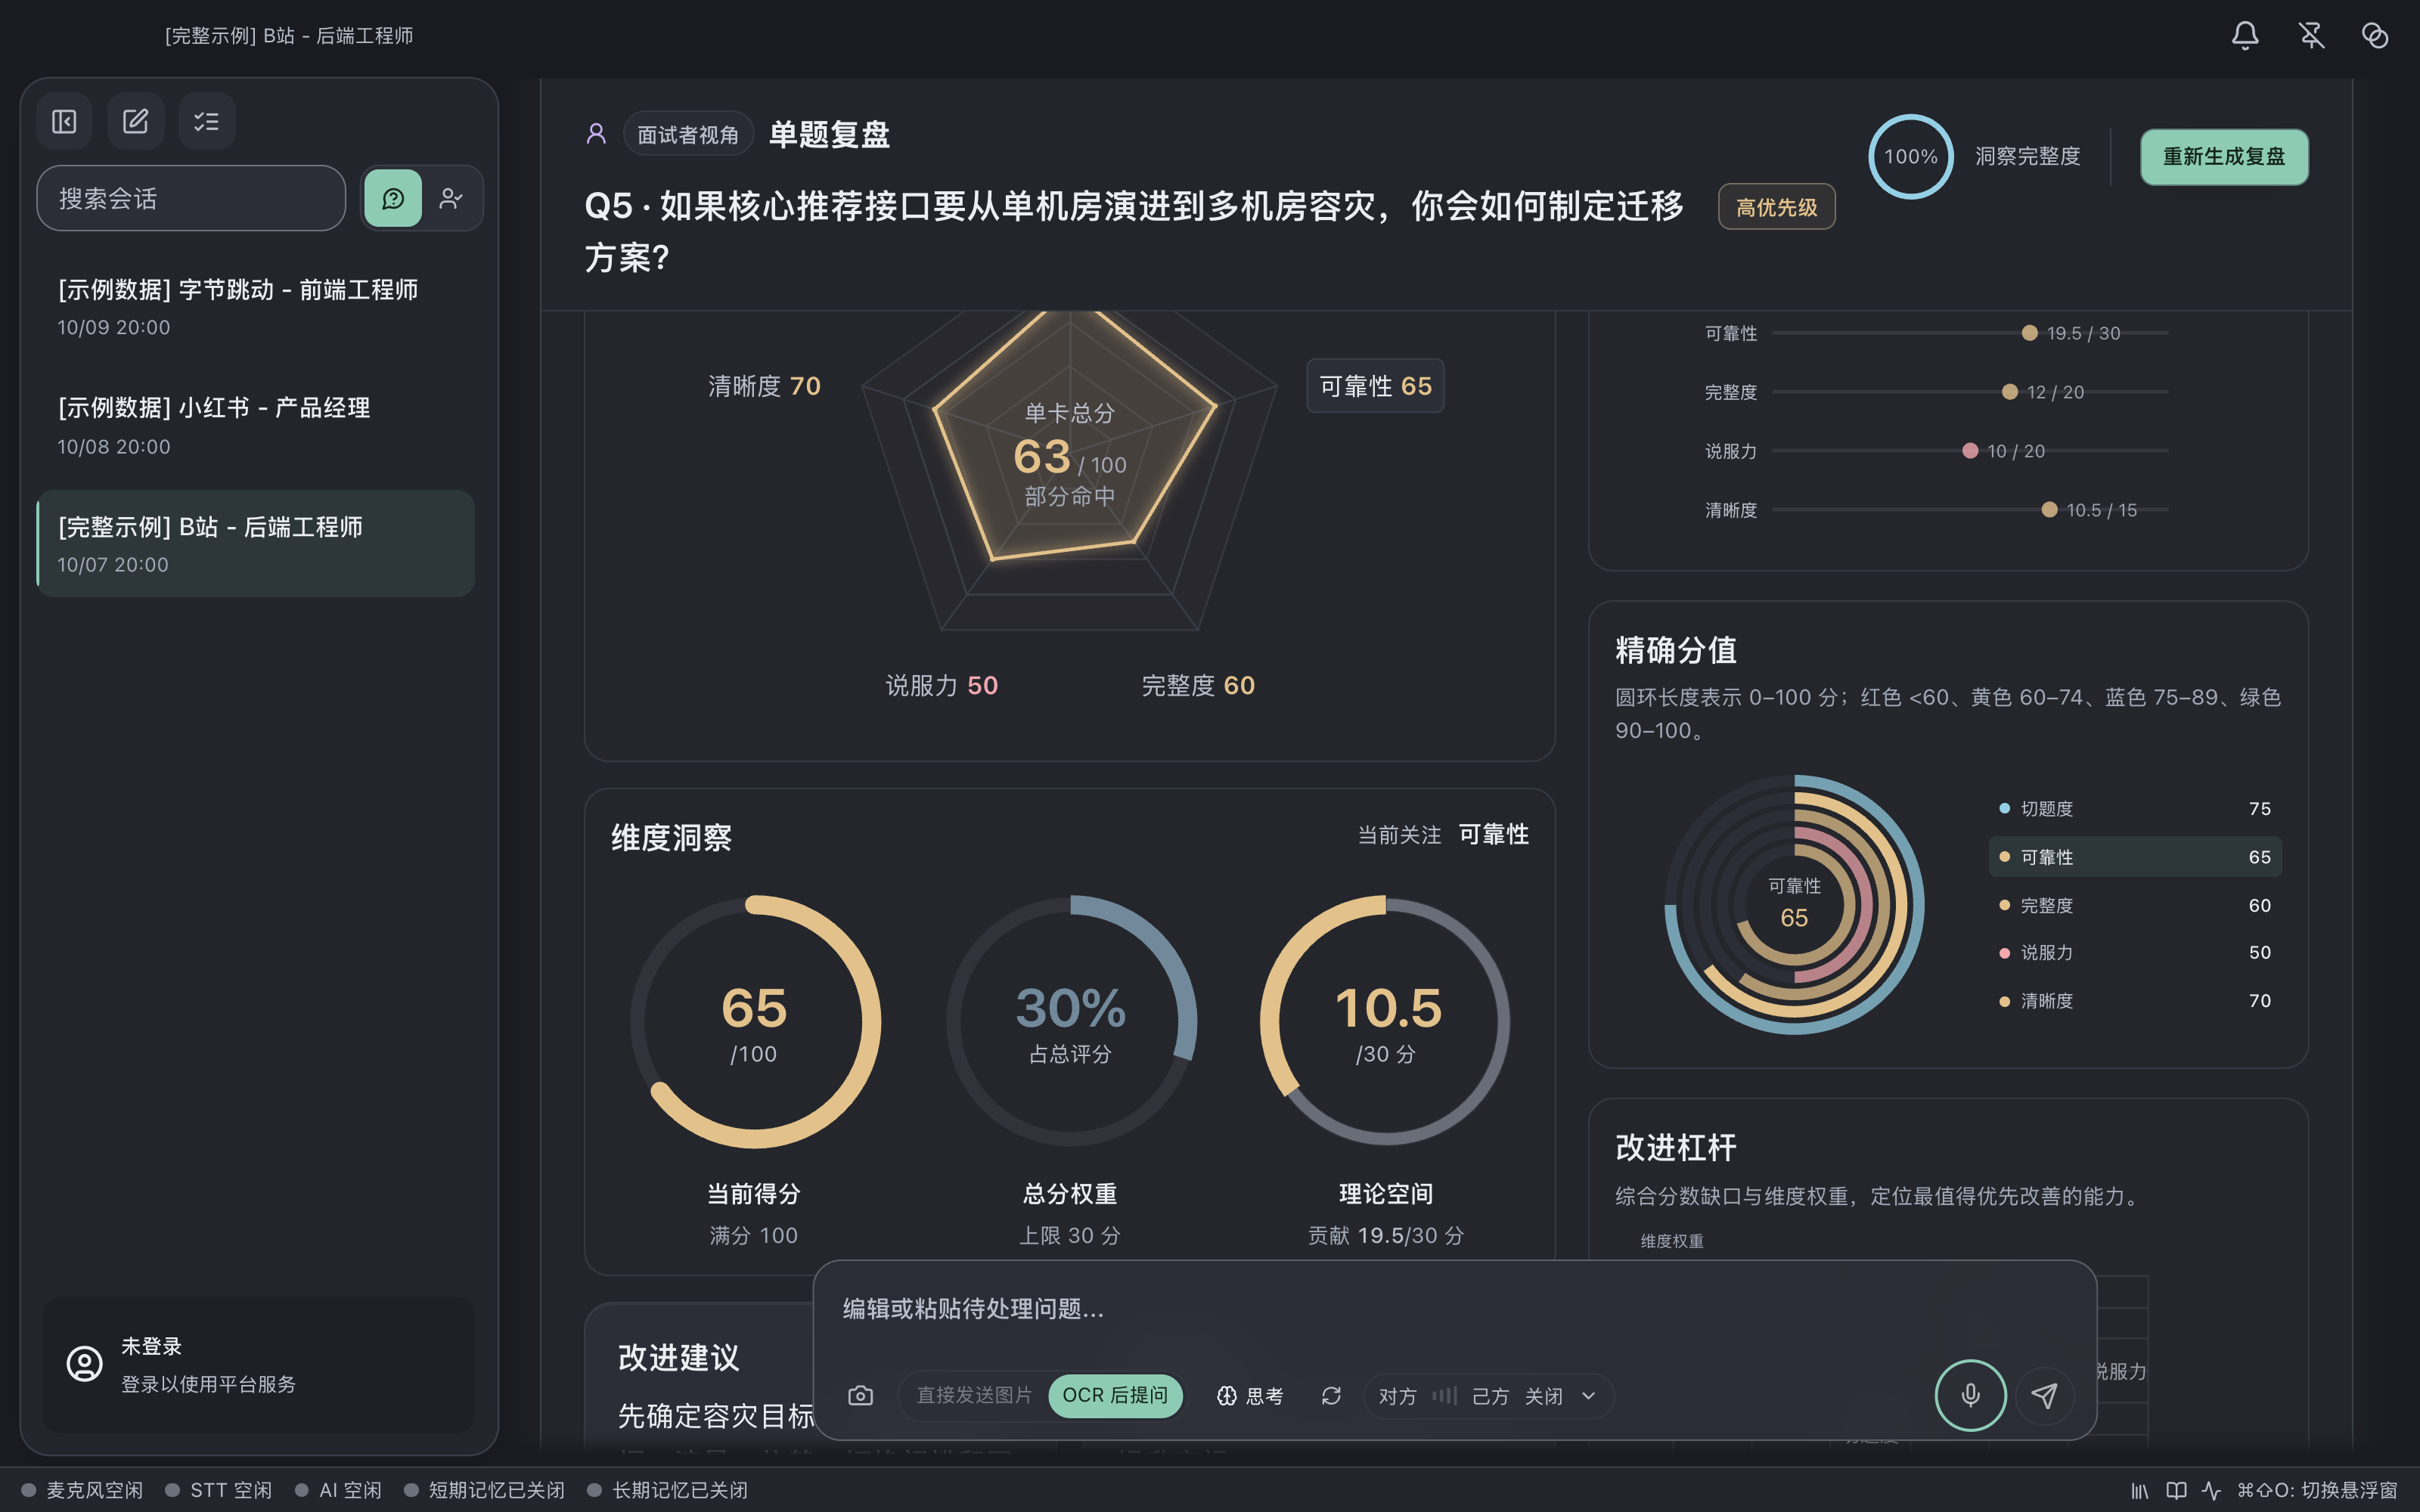 [完整示例] B站 - 后端工程师
搜索会话
[示例数据] 字节跳动 - 前端工程师
10/09 20:00
[示例数据] 小红书 - 产品经理
10/08 20:00
[完整示例] B站 - 后端工程师
10/07 20:00
未登录
登录以使用平台服务
面试者视角 单题复盘
Q5 · 如果核心推荐接口要从单机房演进到多机房容灾，你会如何制定迁移
方案？
高优先级
100% 洞察完整度
重新生成复盘
清晰度 70
可靠性 65
单卡总分
63 / 100
部分命中
说服力 50
完整度 60
维度洞察
当前关注 可靠性
65
/100
当前得分
满分 100
30%
占总评分
总分权重
上限 30 分
10.5
/30 分
理论空间
贡献 19.5/30 分
改进建议
先确定容灾目标
可靠性 19.5 / 30
完整度 12 / 20
说服力 10 / 20
清晰度 10.5 / 15
精确分值
圆环长度表示 0–100 分；红色 <60、黄色 60–74、蓝色 75–89、绿色
90–100。
可靠性
65
切题度 75
可靠性 65
完整度 60
说服力 50
清晰度 70
改进杠杆
综合分数缺口与维度权重，定位最值得优先改善的能力。
维度权重
说服力
编辑或粘贴待处理问题...
直接发送图片 OCR 后提问 思考 对方 己方 关闭
麦克风空闲 STT 空闲 AI 空闲 短期记忆已关闭 长期记忆已关闭
⌘⇧O: 切换悬浮窗